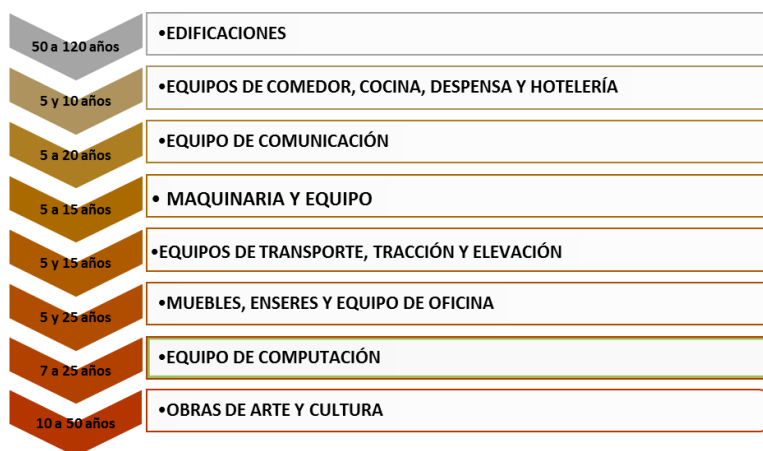 50 a 120 años
•EDIFICACIONES
5 y 10 años
•EQUIPOS DE COMEDOR, COCINA, DESPENSA Y HOTELERÍA
5 a 20 años
•EQUIPO DE COMUNICACIÓN
5 a 15 años
• MAQUINARIA Y EQUIPO
5 y 15 años
•EQUIPOS DE TRANSPORTE, TRACCIÓN Y ELEVACIÓN
5 y 25 años
•MUEBLES, ENSERES Y EQUIPO DE OFICINA
7 a 25 años
•EQUIPO DE COMPUTACIÓN
10 a 50 años
•OBRAS DE ARTE Y CULTURA